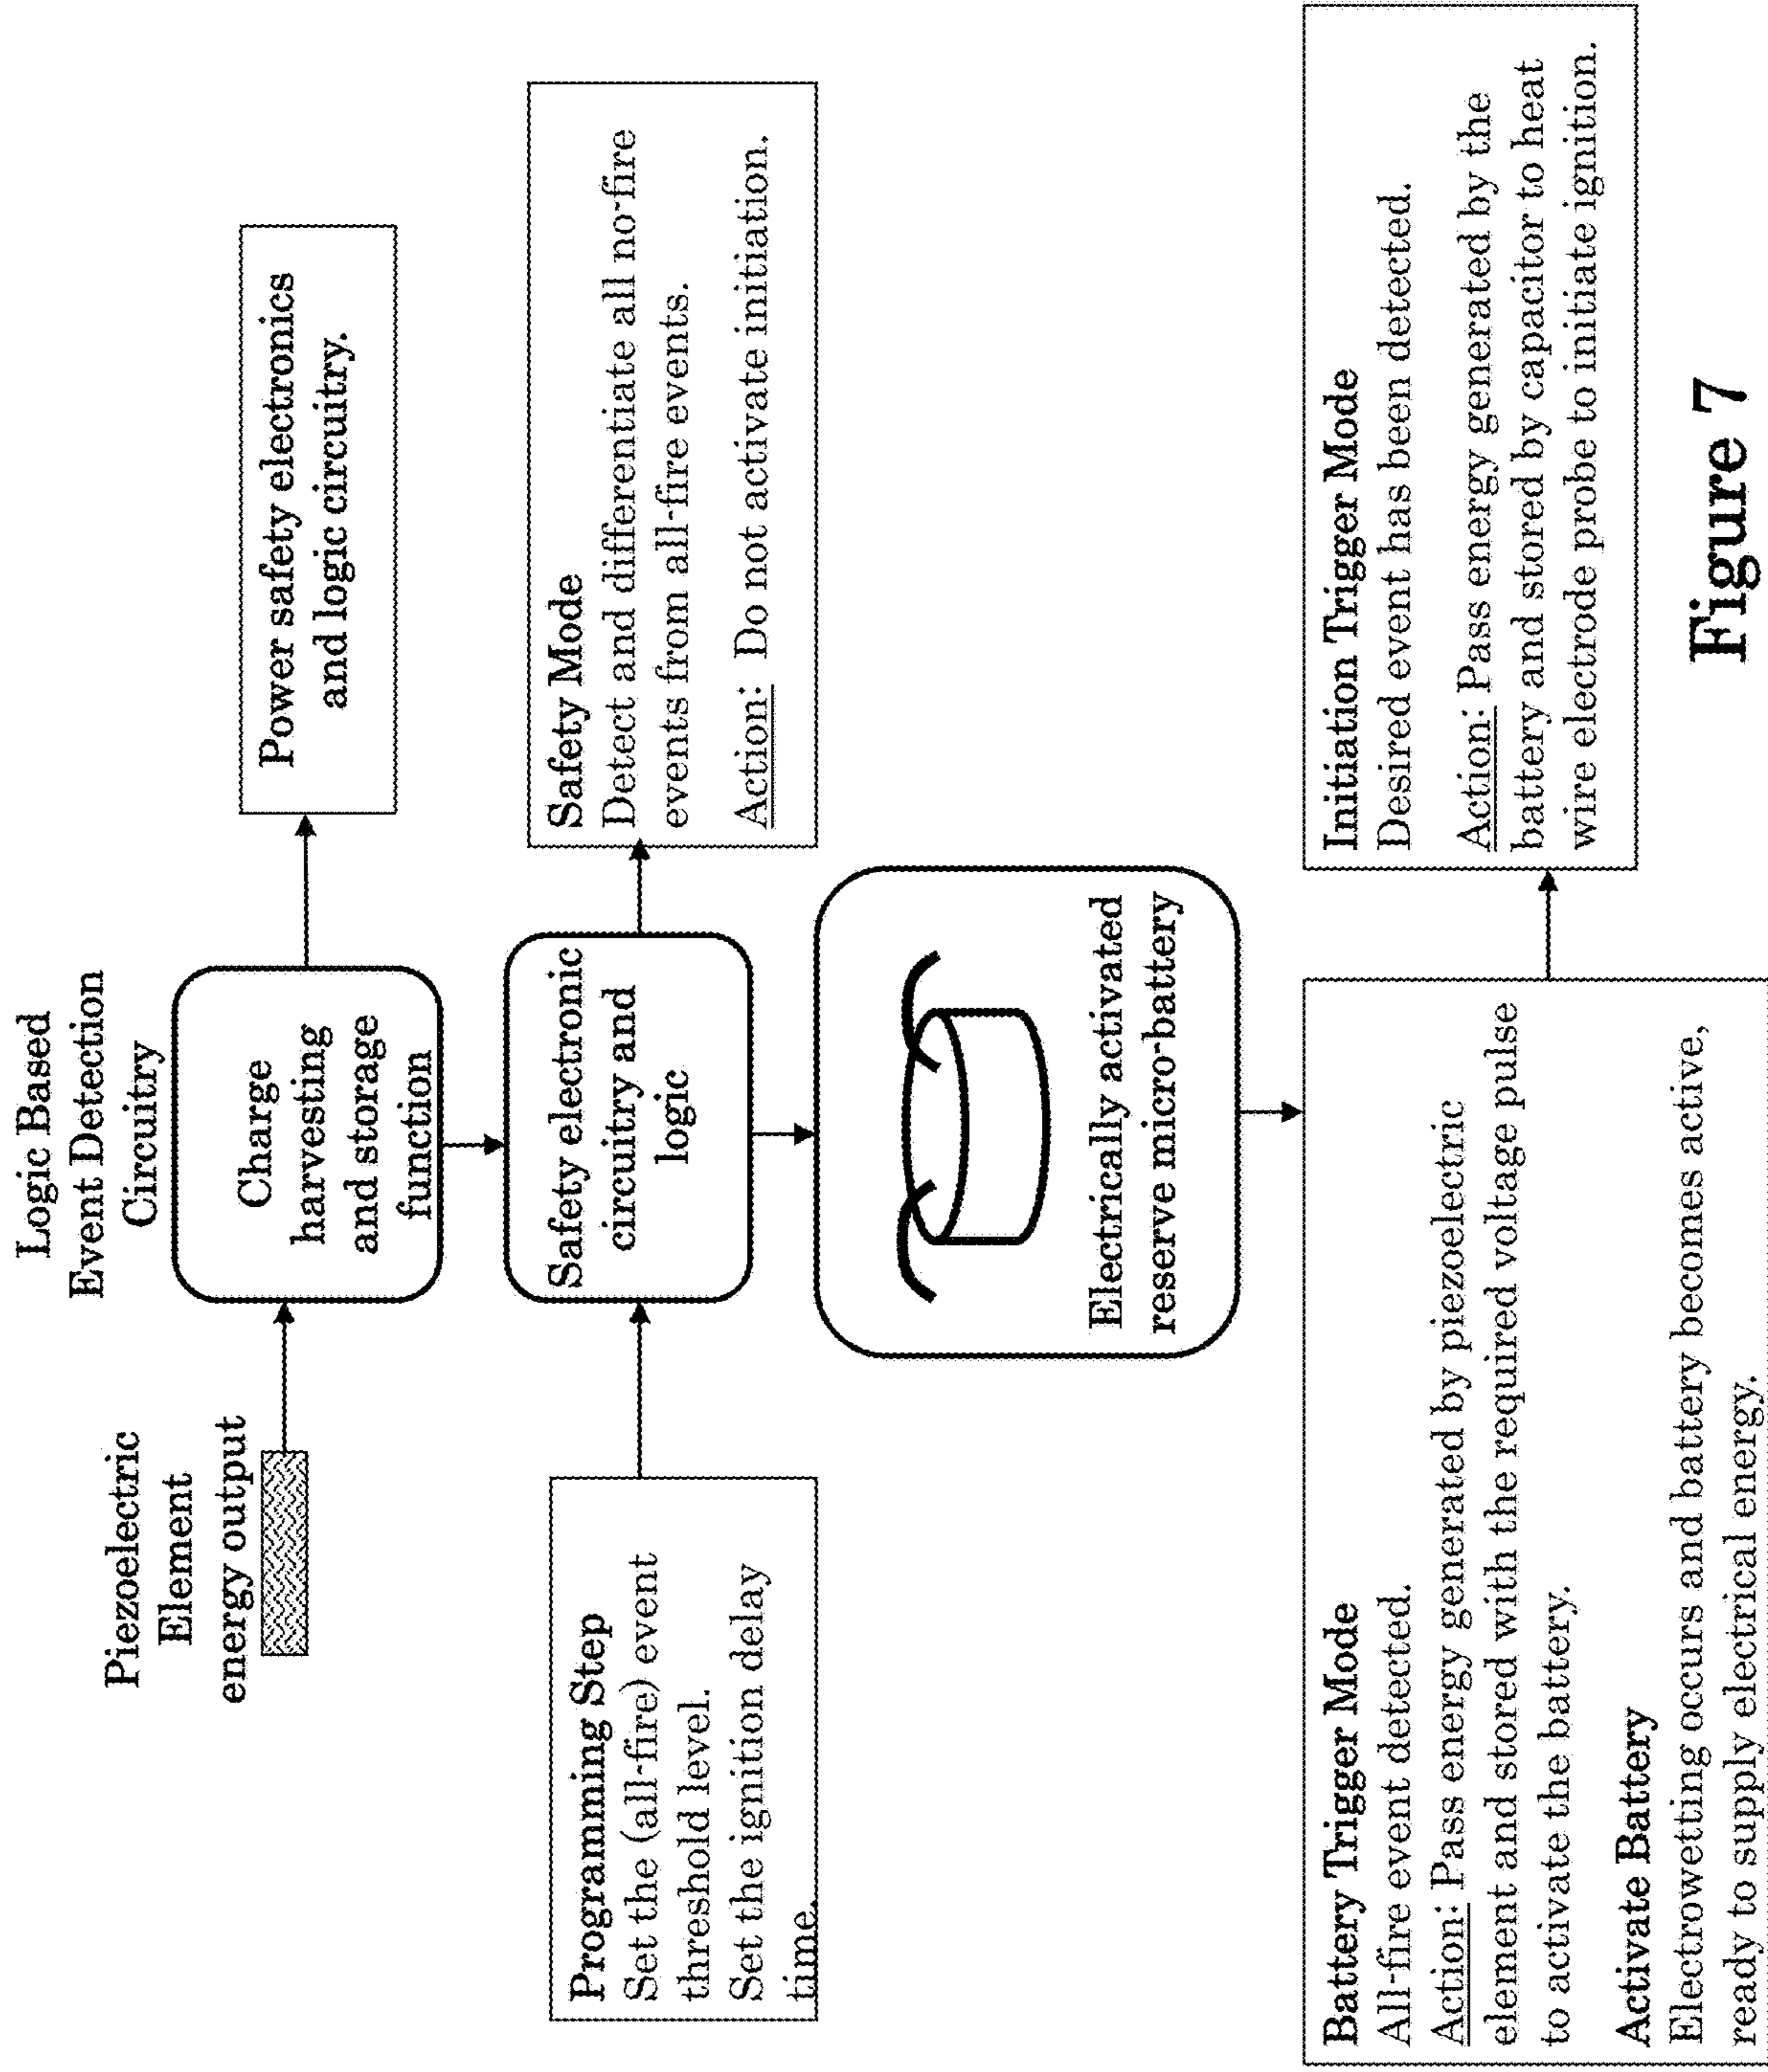 Logic Based
Event Detection
Circuitry
Piezoelectric
Element
energy output
Charge
harvesting
and storage
function
Power safety electronics
and logic circuitry.
Programming Step
Set the (all-fire) event
threshold level.
Set the ignition delay
time.
Safety electronic
circuitry and
logic
Safety Mode
Detect and differentiate all no-fire
events from all-fire events.
Action: Do not activate initiation.
Electrically activated
reserve micro-battery
Battery Trigger Mode
All-fire event detected.
Action: Pass energy generated by piezoelectric
element and stored with the required voltage pulse
to activate the battery.
Activate Battery
Electrowetting occurs and battery becomes active,
ready to supply electrical energy.
Initiation Trigger Mode
Desired event has been detected.
Action: Pass energy generated by the
battery and stored by capacitor to heat
wire electrode probe to initiate ignition.
Figure 7